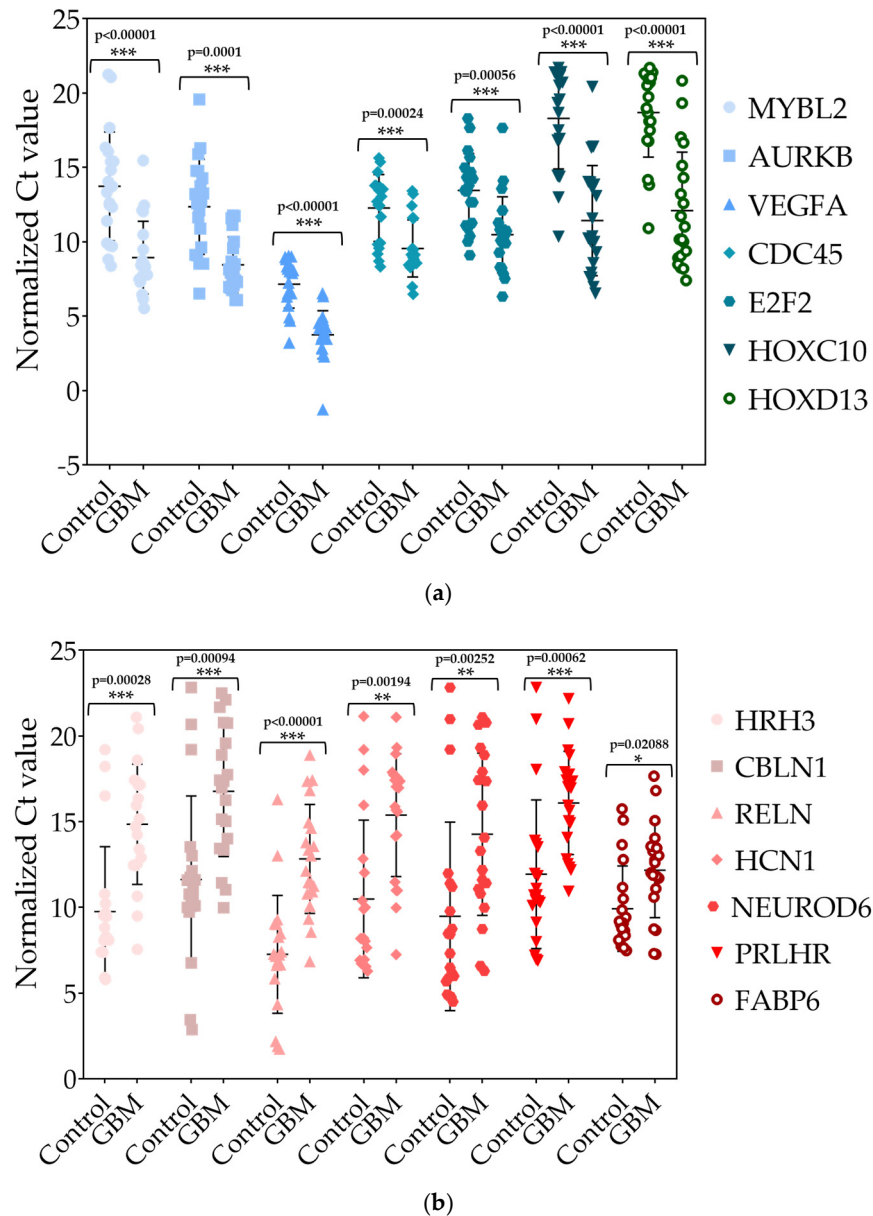 25
20
15
10
5
0
-5
Normalized Ct value
p<0.00001
***
p=0.0001
***
p<0.00001
***
p=0.00024
***
p=0.00056
***
p<0.00001
***
p<0.00001
***
Control
GBM
Control
GBM
Control
GBM
Control
GBM
Control
GBM
Control
GBM
Control
GBM
MYBL2
AURKB
VEGFA
CDC45
E2F2
HOXC10
HOXD13
(a)
25
20
15
10
5
0
Normalized Ct value
p=0.00028
***
p=0.00094
***
p<0.00001
***
p=0.00194
**
p=0.00252
**
p=0.00062
***
p=0.02088
*
Control
GBM
Control
GBM
Control
GBM
Control
GBM
Control
GBM
Control
GBM
Control
GBM
HRH3
CBLN1
RELN
HCN1
NEUROD6
PRLHR
FABP6
(b)